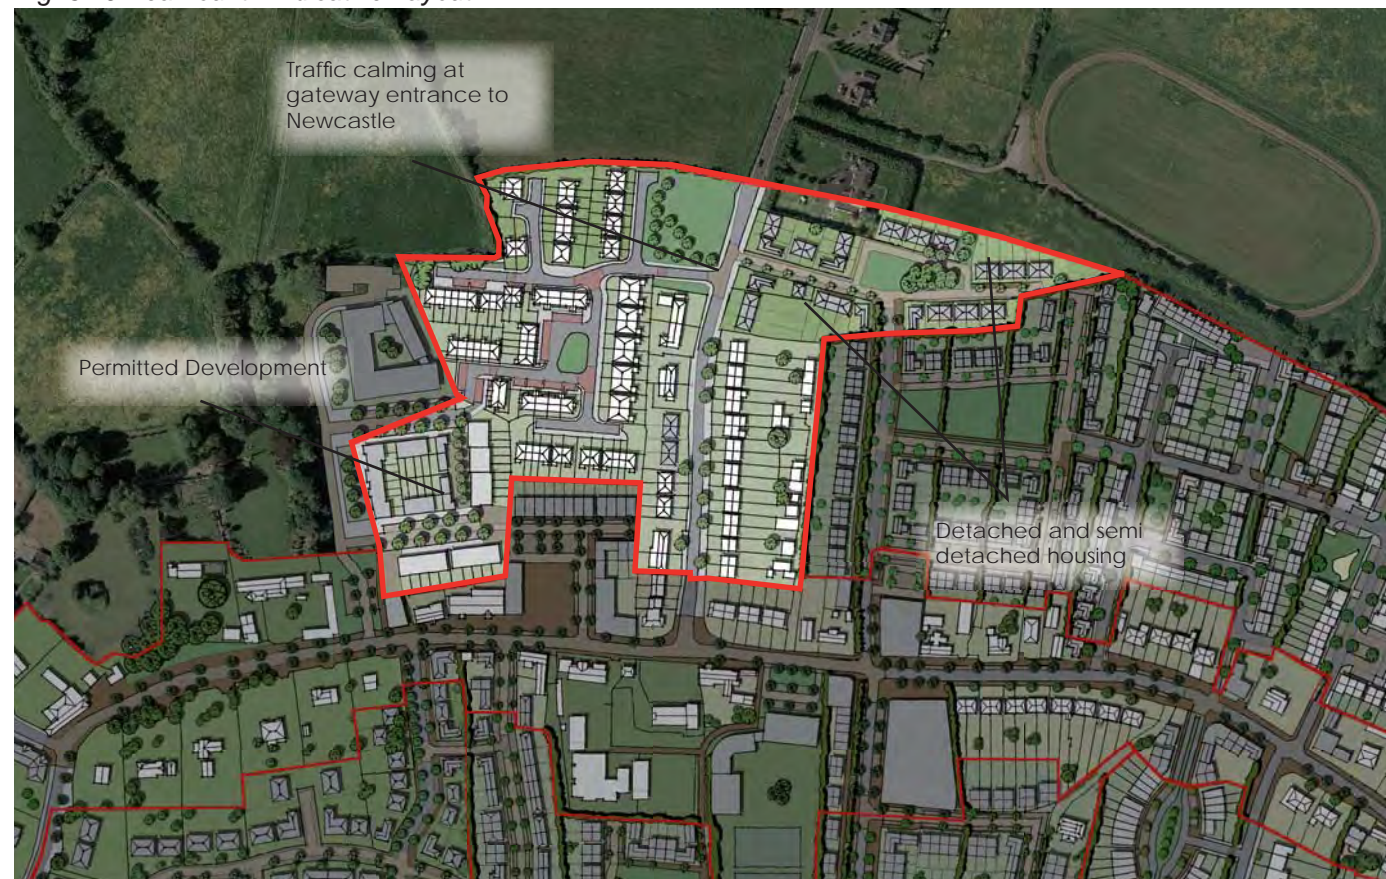 Traffic calming at
gateway entrance to
Newcastle
Permitted Development
Detached and semi
detached housing